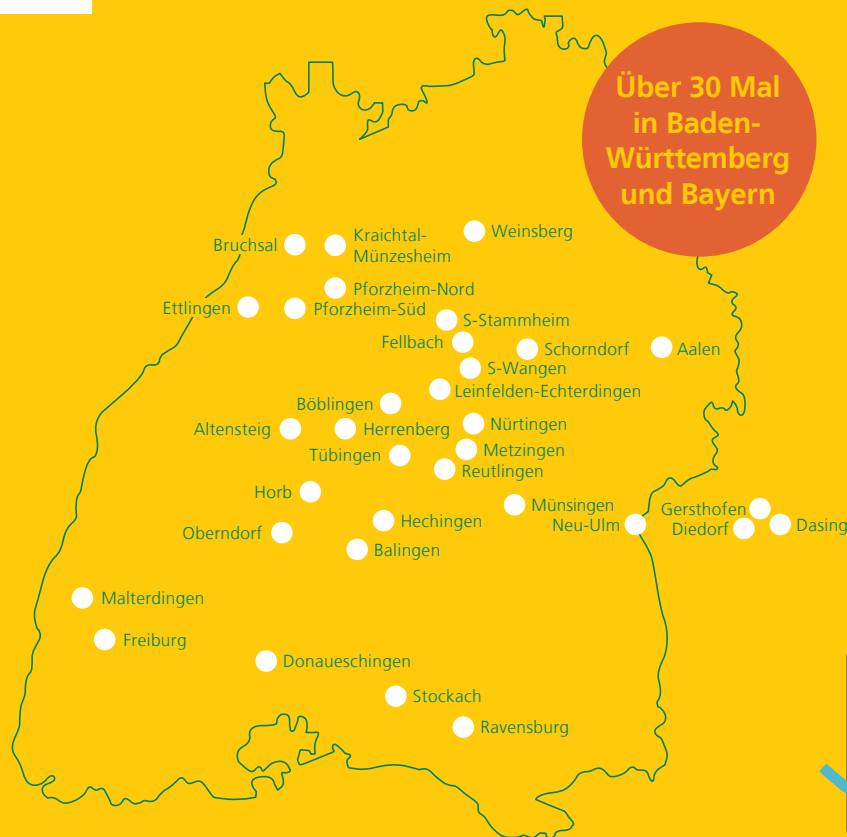 Über 30 Mal
in Baden-
Württemberg
und Bayern
Weinsberg
Kraichtal-
Münzesheim
Bruchsal
Pforzheim-Nord
Ettlingen
Pforzheim-Süd
S-Stammheim
Fellbach
Schorndorf
Aalen
S-Wangen
Leinfelden-Echterdingen
Böblingen
Altensteig
Herrenberg
Nürtingen
Tübingen
Metzingen
Reutlingen
Horb
Münsingen
Gersthofen
Hechingen
Neu-Ulm
Diedorf
Dasing
Oberndorf
Balingen
Malterdingen
Freiburg
Donaueschingen
Stockach
Ravensburg